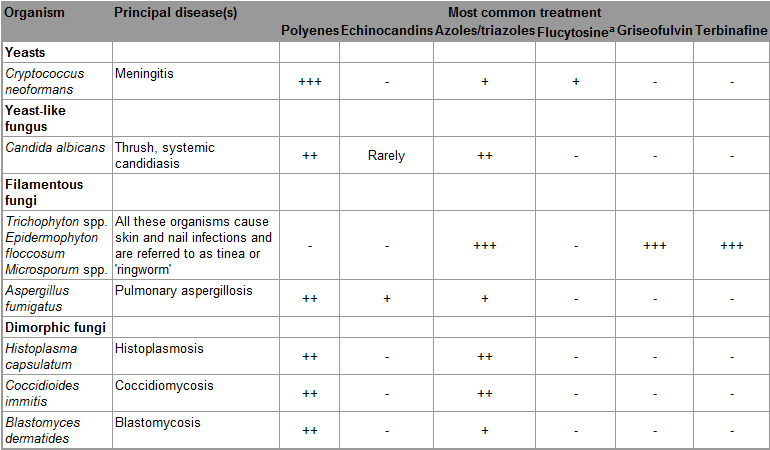 Organism Principal disease(s) Most common treatment
Polyenes Echinocandins Azoles/triazoles Flucytosineª Griseofulvin Terbinafine
Yeasts
Cryptococcus Meningitis
neoformans +++ - + + - -
Yeast-like
fungus
Candida albicans Thrush, systemic
candidiasis ++ Rarely ++ - - -
Filamentous
fungi
Trichophyton spp. All these organisms cause
Epidermophyton skin and nail infections and
floccosum are referred to as tinea or - - +++ - +++ +++
Microsporum spp. 'ringworm'
Aspergillus Pulmonary aspergillosis
fumigatus ++ + + - - -
Dimorphic fungi
Histoplasma Histoplasmosis
capsulatum ++ - ++ - - -
Coccidioides Coccidiomycosis
immitis ++ - ++ - - -
Blastomyces Blastomycosis
dermatides ++ - + - - -